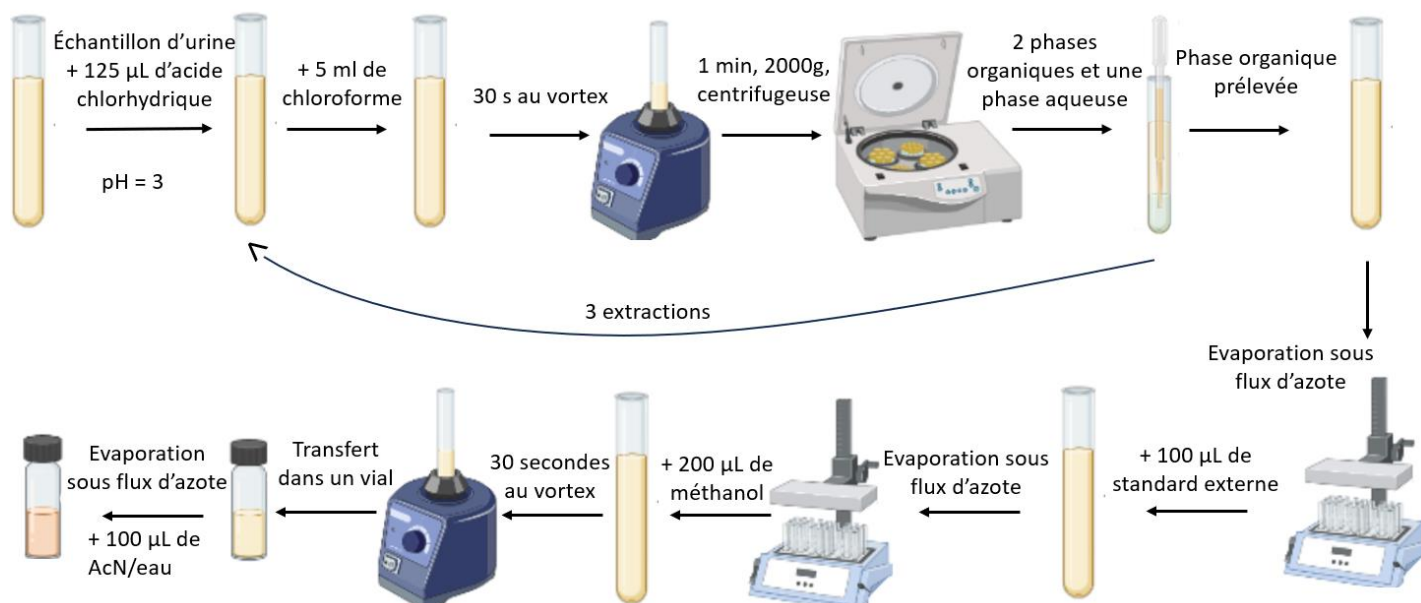 Échantillon d’urine
+ 125 µL d’acide
chlorhydrique
pH = 3
+ 5 ml de
chloroforme
30 s au vortex
1 min, 2000g,
centrifugeuse
2 phases
organiques et une
phase aqueuse
Phase organique
prélevée
3 extractions
Evaporation sous
flux d’azote
+ 100 µL de
standard externe
Evaporation sous
flux d’azote
+ 200 µL de
méthanol
30 secondes
au vortex
Transfert
dans un vial
Evaporation
sous flux d’azote
+ 100 µL de
AcN/eau